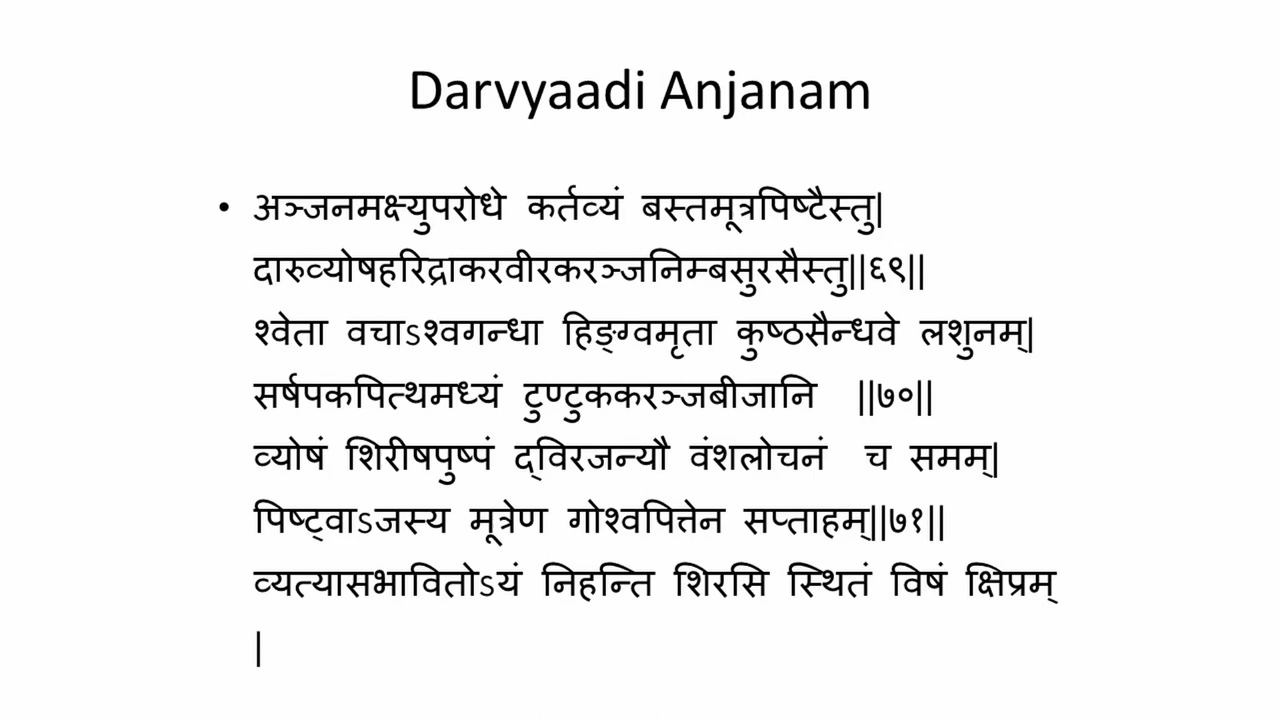 Darvyaadi Anjanam
• अञ्जनमक्ष्युपरोधे कर्तव्यं बस्तमूत्रपिष्टैस्तु|
दारुव्योषहरिद्राकरवीरकरञ्जनिम्बसुरसैस्तु||६९||
श्वेता वचाऽश्वगन्धा हिङ्ग्वमृता कुष्ठसैन्धवे लशुनम्|
सर्षपकपित्थमध्यं टुण्टुककरञ्जबीजानि ||७०||
व्योषं शिरीषपुष्पं द्विरजन्यौ वंशलोचनं च समम्|
पिष्ट्वाऽजस्य मूत्रेण गोश्वपित्तेन सप्ताहम्||७१||
व्यत्यासभावितोऽयं निहन्ति शिरसि स्थितं विषं क्षिप्रम्
|